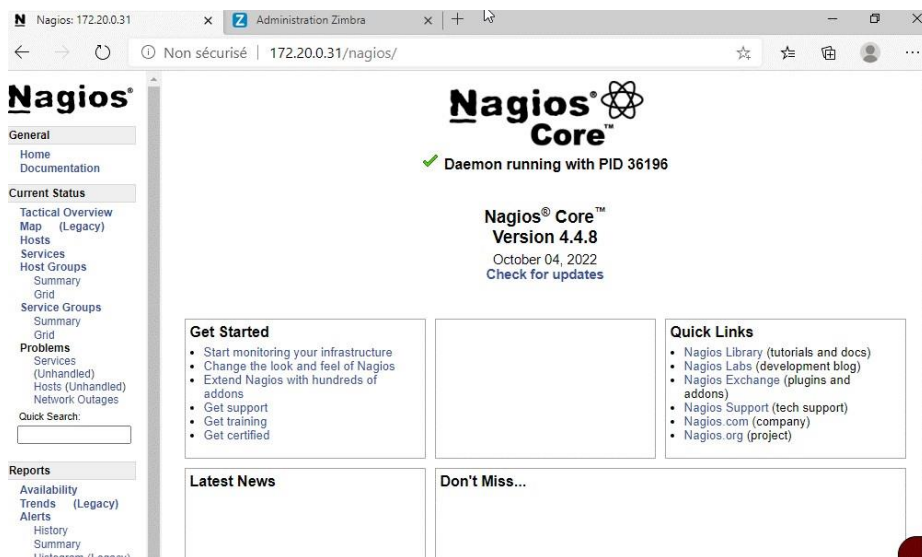 Nagios: 172.20.0.31
Administration Zimbra
Non sécurisé | 172.20.0.31/nagios/
Nagios®
General
Home
Documentation
Current Status
Tactical Overview
Map (Legacy)
Hosts
Services
Host Groups
Summary
Grid
Service Groups
Summary
Grid
Problems
Services
(Unhandled)
Hosts (Unhandled)
Network Outages
Quick Search:
Reports
Availability
Trends (Legacy)
Alerts
History
Summary
Histogram (Legacy)
Nagios®
Core™
Daemon running with PID 36196
Nagios® Core™
Version 4.4.8
October 04, 2022
Check for updates
Get Started
• Start monitoring your infrastructure
• Change the look and feel of Nagios
• Extend Nagios with hundreds of
addons
• Get support
• Get training
• Get certified
Quick Links
• Nagios Library (tutorials and docs)
• Nagios Labs (development blog)
• Nagios Exchange (plugins and
addons)
• Nagios Support (tech support)
• Nagios.com (company)
• Nagios.org (project)
Latest News
Don't Miss...